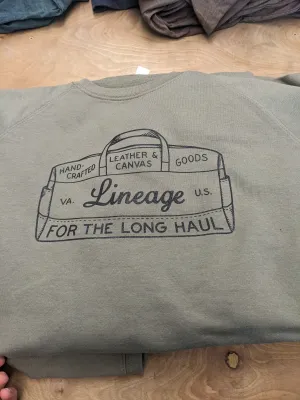 HAND-
CRAFTED
LEATHER &
CANVAS
GOODS
VA.
Lineage
U.S.
FOR THE LONG HAUL